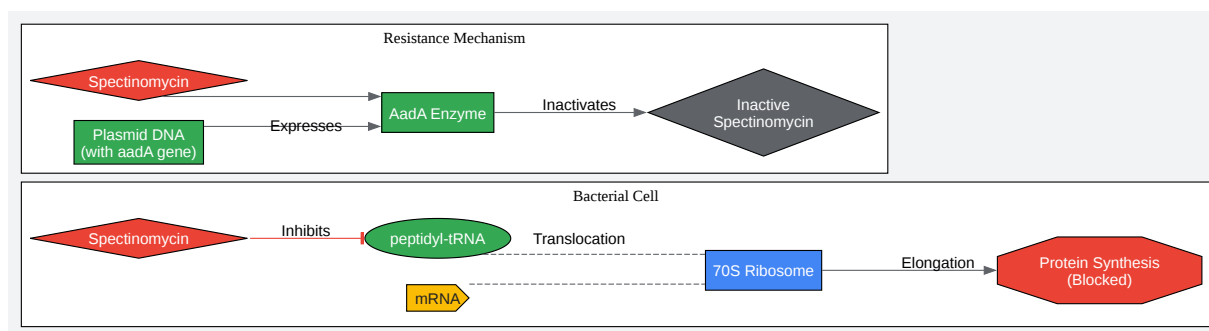 Resistance Mechanism
Spectinomycin
Plasmid DNA
(with aadA gene)
Expresses
AadA Enzyme
Inactivates
Inactive
Spectinomycin
Bacterial Cell
Spectinomycin
Inhibits
peptidyl-tRNA
Translocation
mRNA
70S Ribosome
Elongation
Protein Synthesis
(Blocked)